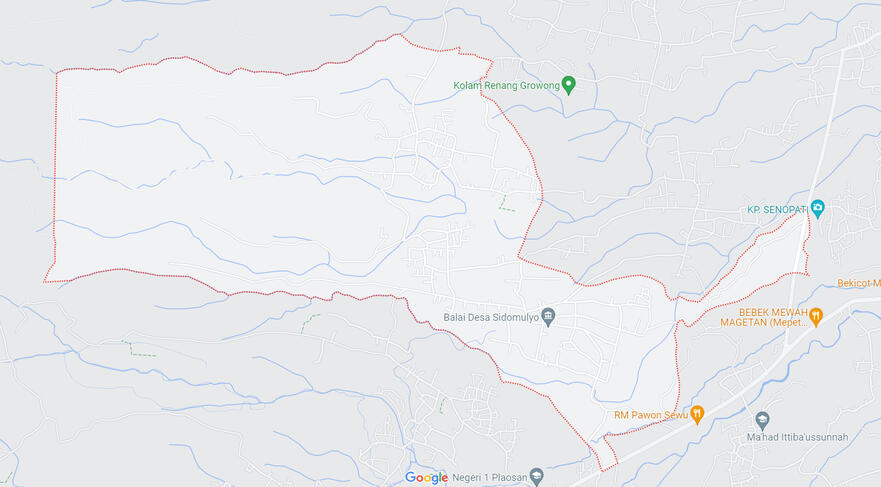 Kolam Renang Growong
KP. SENOPATI
Bekicot M
BEBEK MEWAH
MAGETAN (Mepet...
Balai Desa Sidomulyo
RM Pawon Sewu
Ma'had Ittiba'ussunnah
Google
Negeri 1 Plaosan